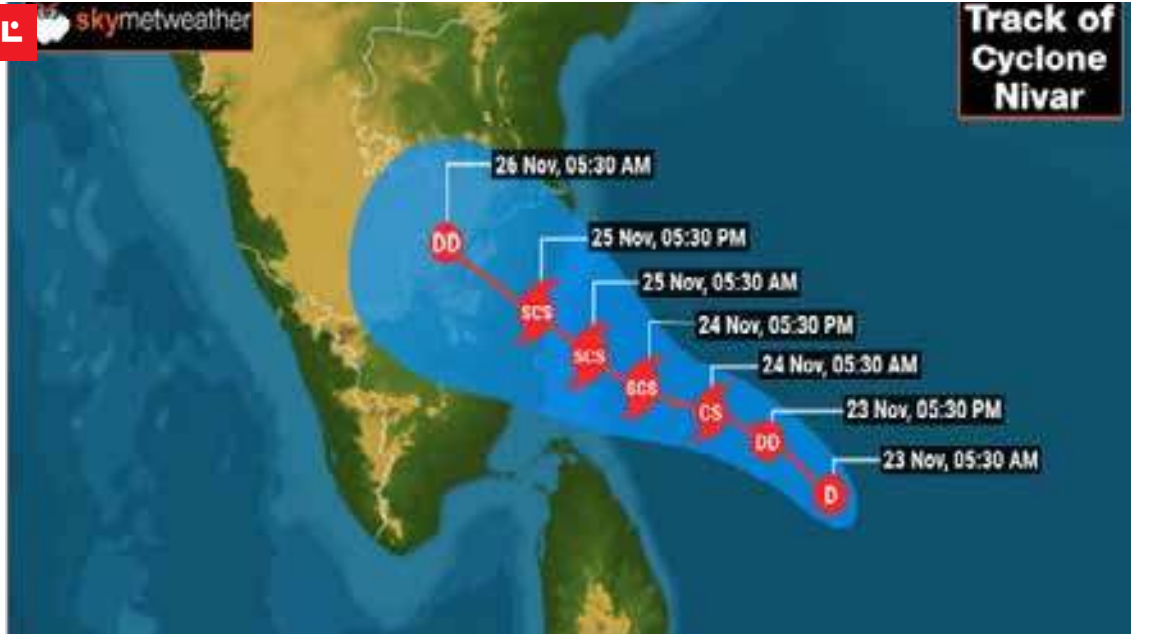 skymetweather
Track of
Cyclone
Nivar
26 Nov, 05:30 AM
DD
25 Nov, 05:30 PM
SCS
25 Nov, 05:30 AM
SCS
24 Nov, 05:30 PM
SCS
24 Nov, 05:30 AM
CS
23 Nov, 05:30 PM
DD
23 Nov, 05:30 AM
D